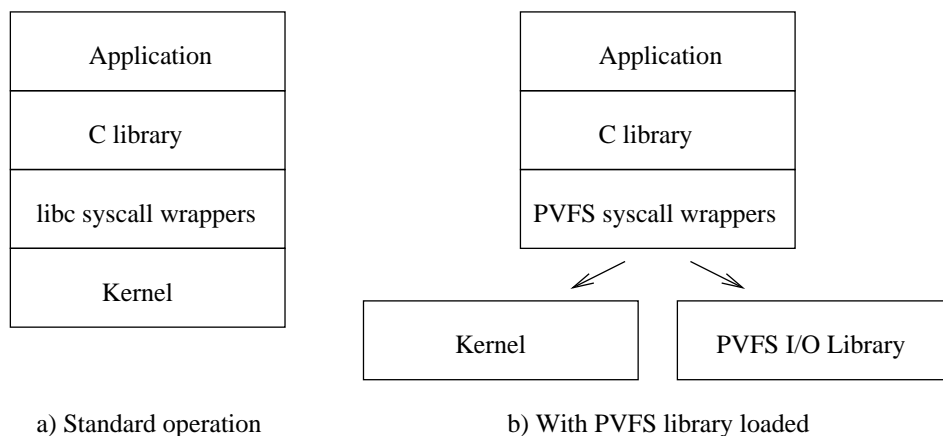 Application
C library
libc syscall wrappers
Kernel
a) Standard operation
Application
C library
PVFS syscall wrappers
Kernel
PVFS I/O Library
b) With PVFS library loaded